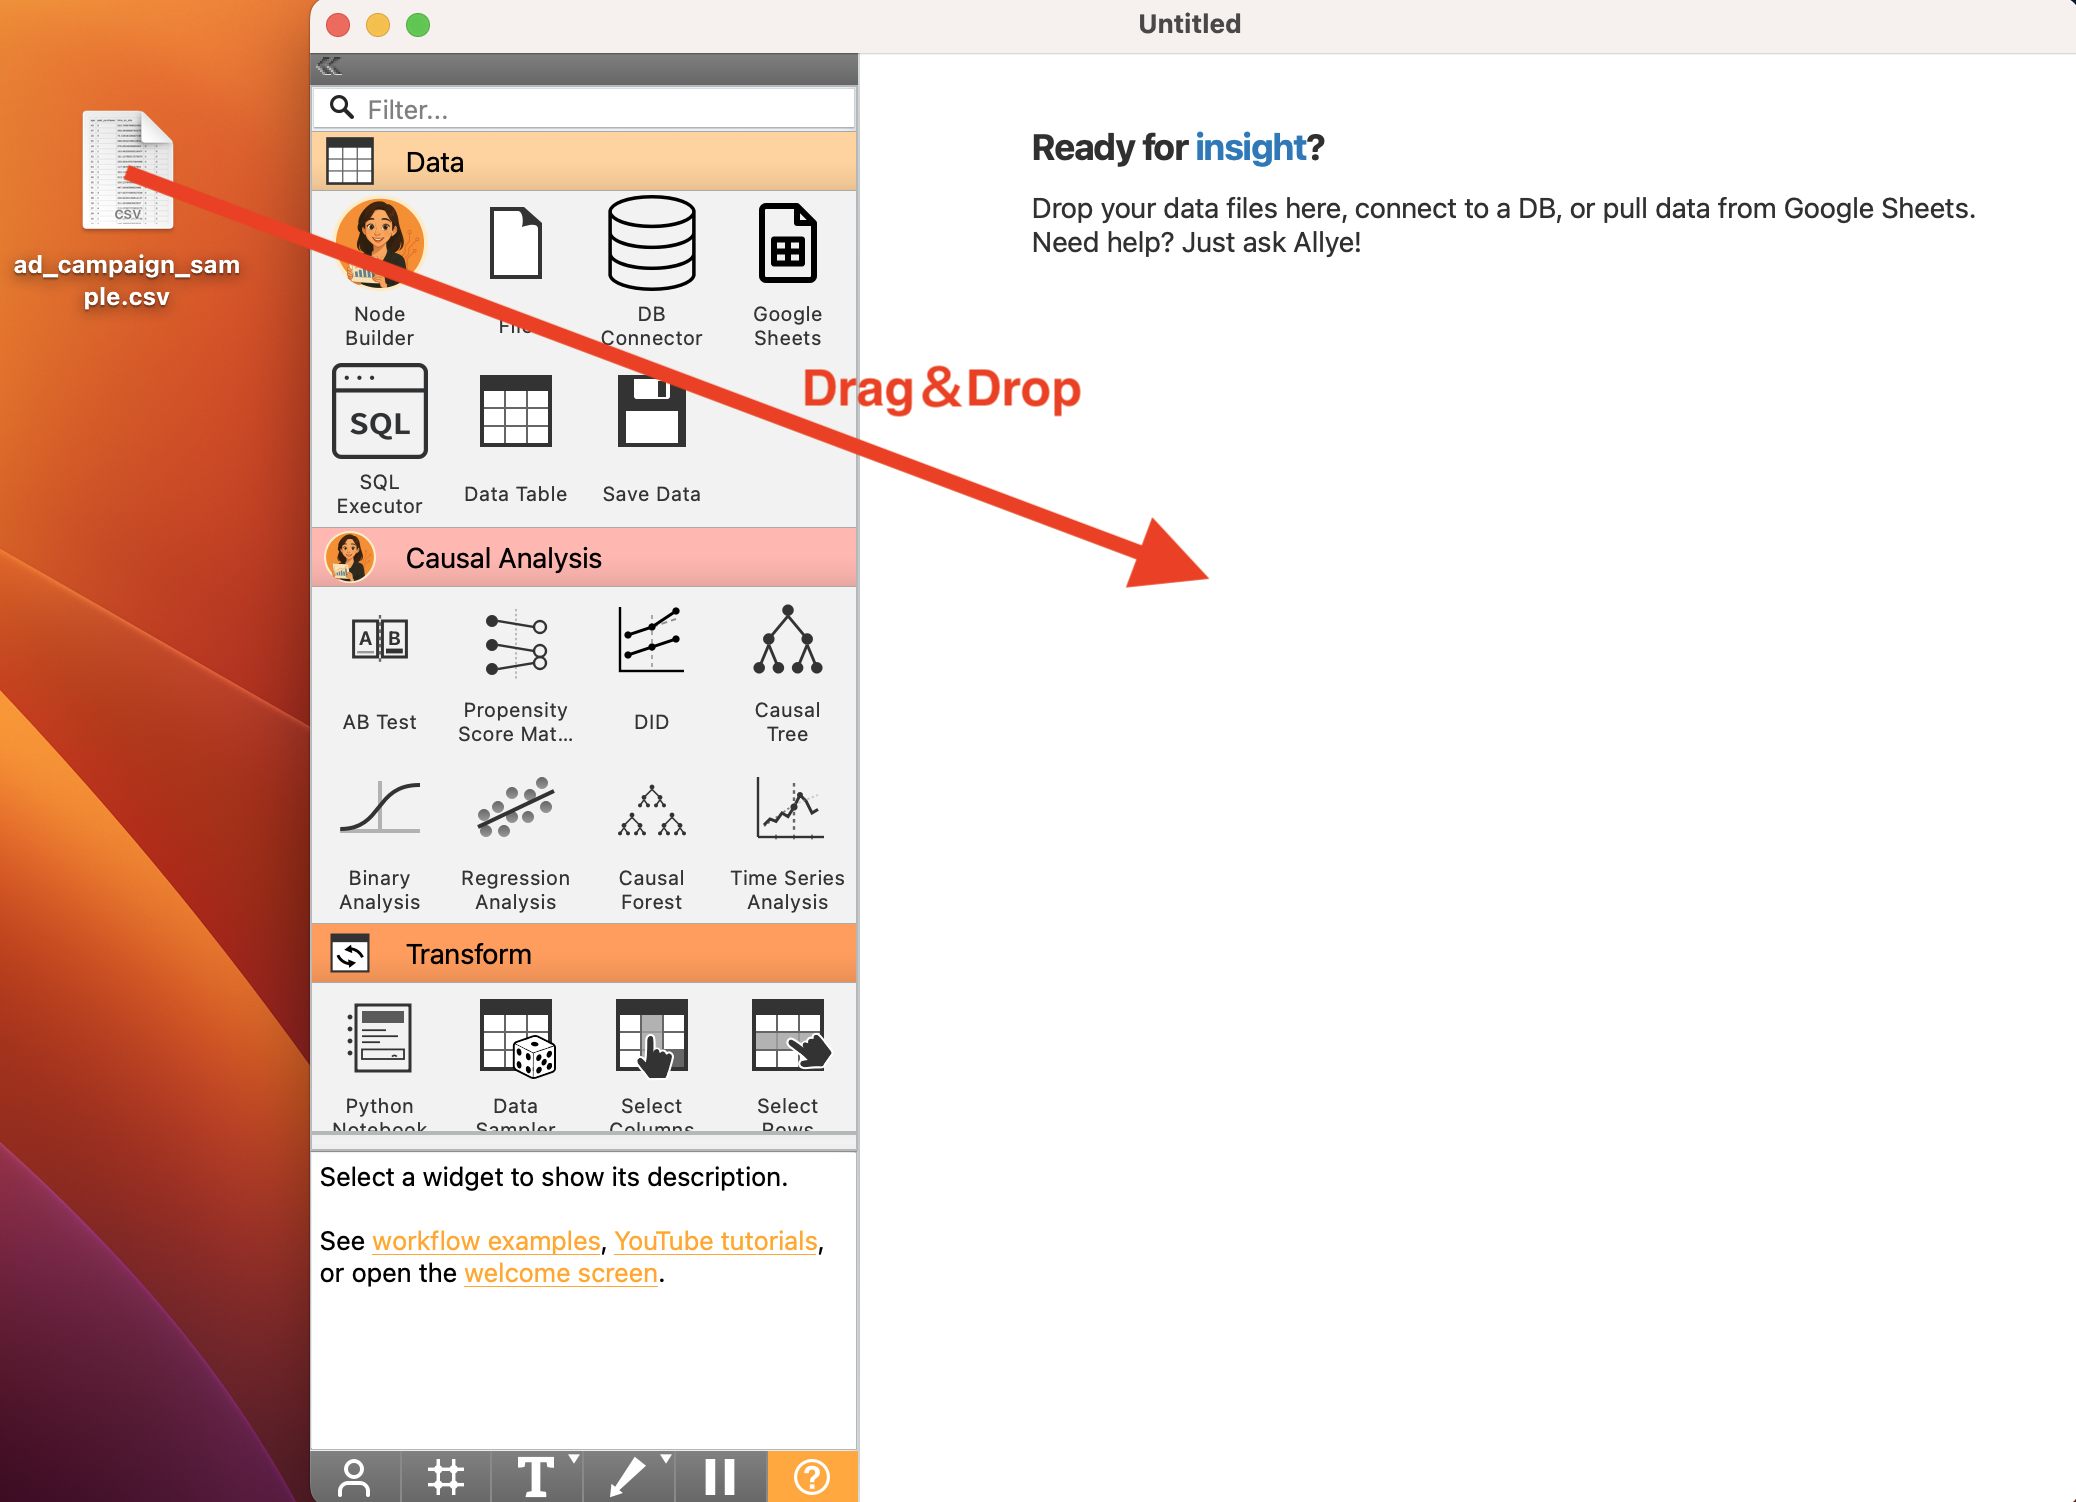 Untitled
Filter...
CSV
ad_campaign_sam
ple.csv
Data
Node
Builder
File
DB
Connector
Google
Sheets
SQL
SQL
Executor
Data Table
Save Data
Causal Analysis
A B
AB Test
Propensity
Score Mat...
DID
Causal
Tree
Binary
Analysis
Regression
Analysis
Causal
Forest
Time Series
Analysis
Transform
Python
Notebook
Data
Sampler
Select
Columns
Select
Rows
Select a widget to show its description.
See workflow examples, YouTube tutorials,
or open the welcome screen.
T
?
Ready for insight?
Drop your data files here, connect to a DB, or pull data from Google Sheets.
Need help? Just ask Allye!
Drag&Drop